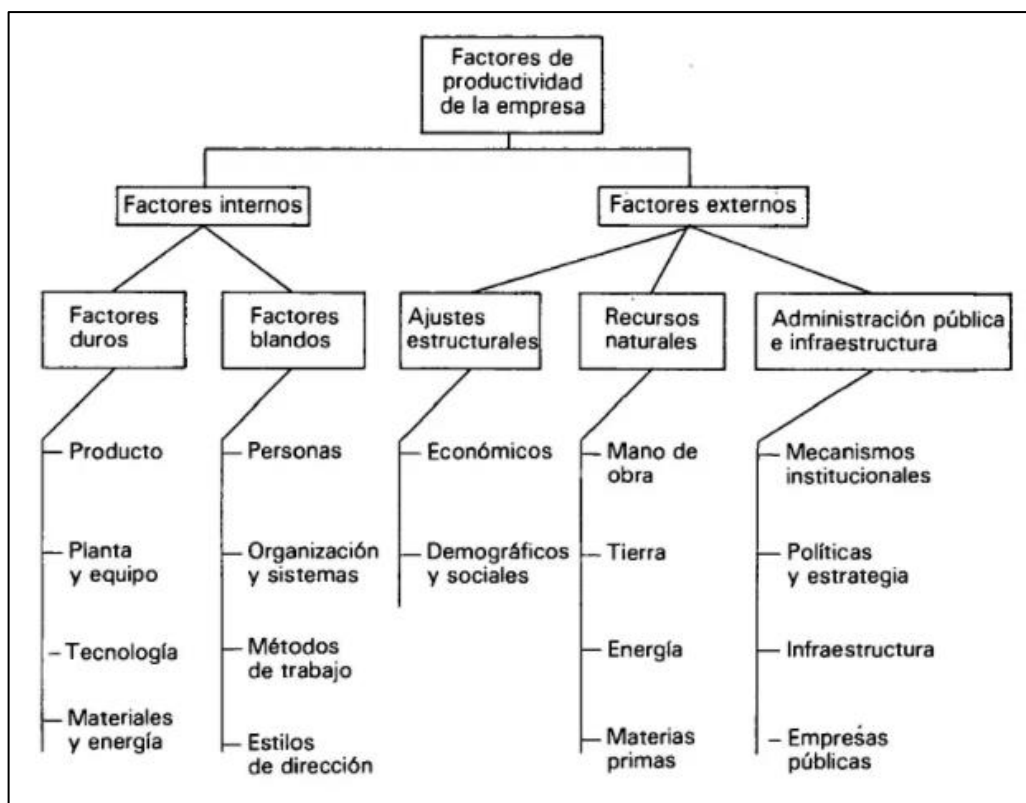 Factores de
productividad
de la empresa
Factores internos
Factores externos
Factores
duros
Factores
blandos
Ajustes
estructurales
Recursos
naturales
Administración pública
e infraestructura
Producto
Planta
y equipo
Tecnología
Materiales
y energía
Personas
Organización
y sistemas
Métodos
de trabajo
Estilos
de dirección
Económicos
Demográficos
y sociales
Mano de
obra
Tierra
Energía
Materias
primas
Mecanismos
institucionales
Políticas
y estrategia
Infraestructura
Empresas
públicas